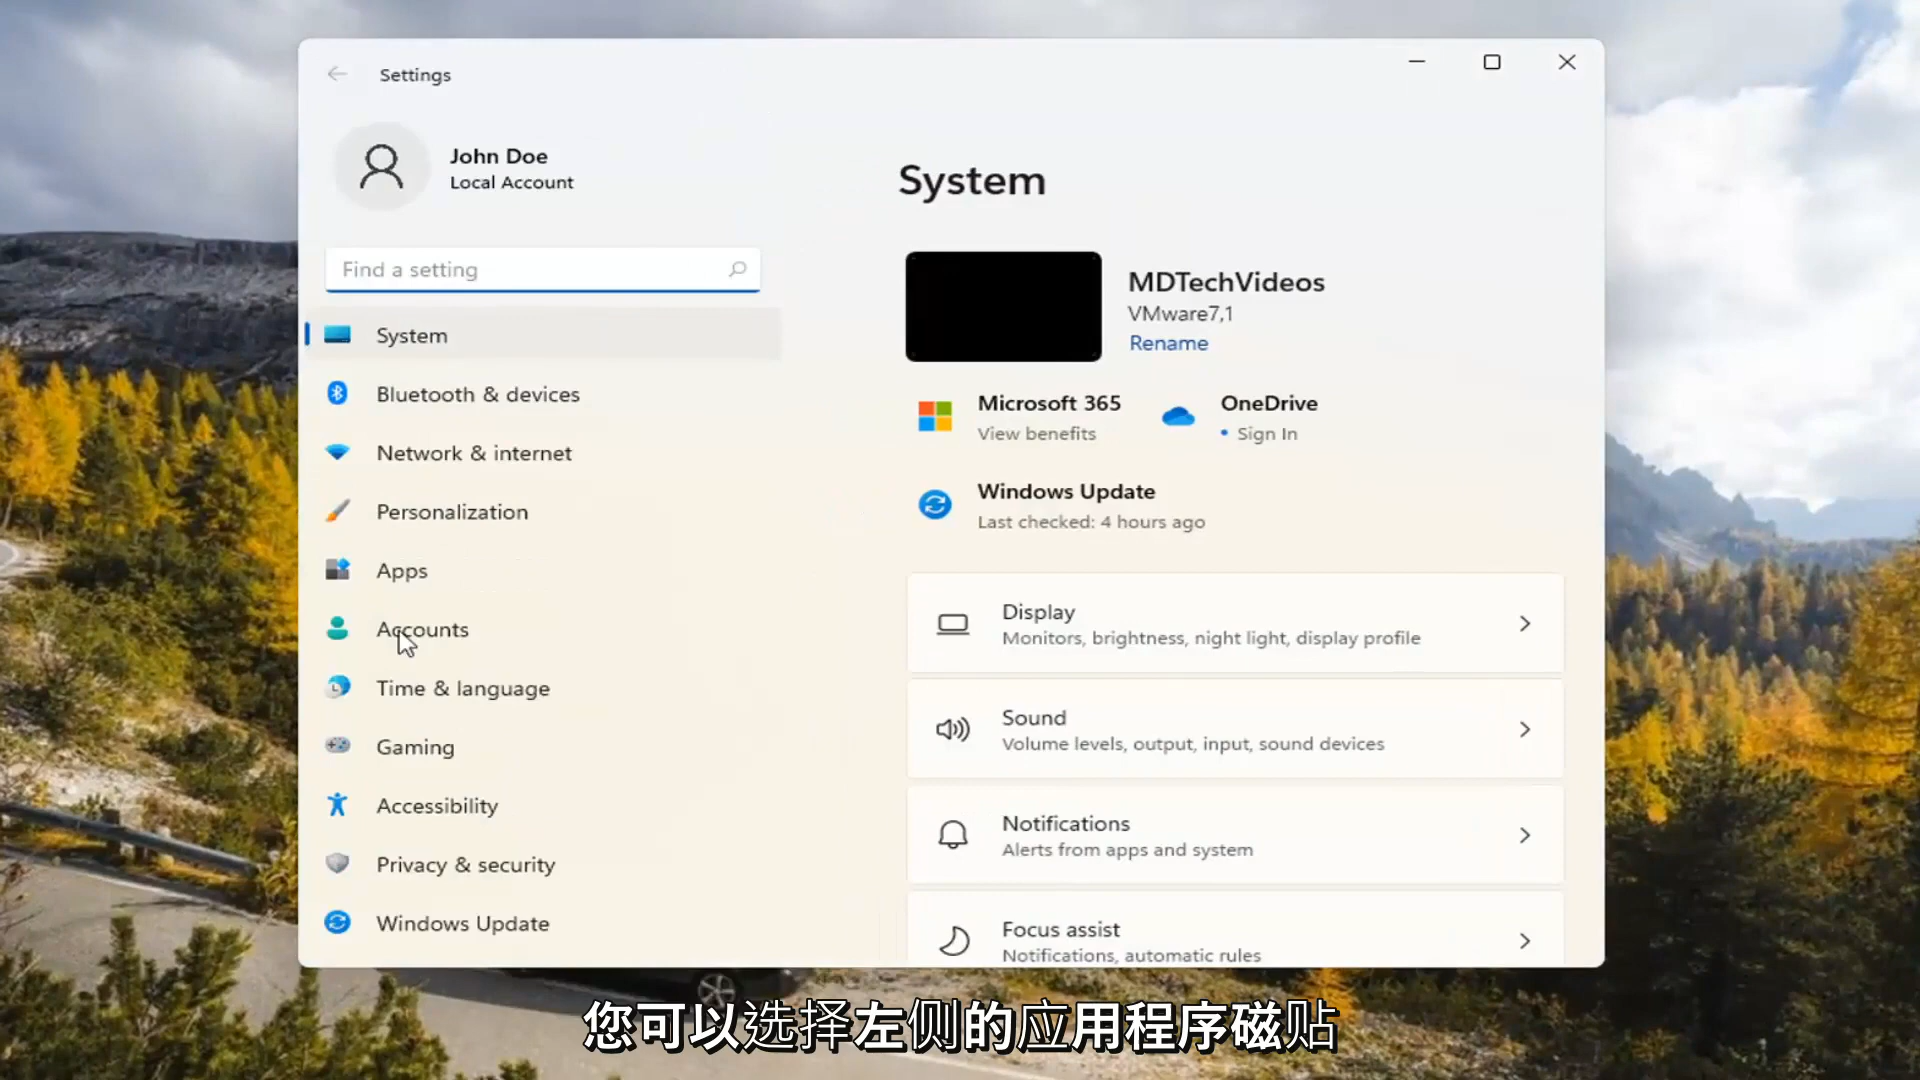 Settings
John Doe
Local Account
Find a setting
System
Bluetooth & devices
Network & internet
Personalization
Apps
Accounts
Time & language
Gaming
Accessibility
Privacy & security
Windows Update
System
MDTechVideos
VMware7,1
Rename
Microsoft 365
View benefits
OneDrive
• Sign In
Windows Update
Last checked: 4 hours ago
Display
Monitors, brightness, night light, display profile
Sound
Volume levels, output, input, sound devices
Notifications
Alerts from apps and system
Focus assist
Notifications, automatic rules
您可以选择左侧的应用程序磁贴